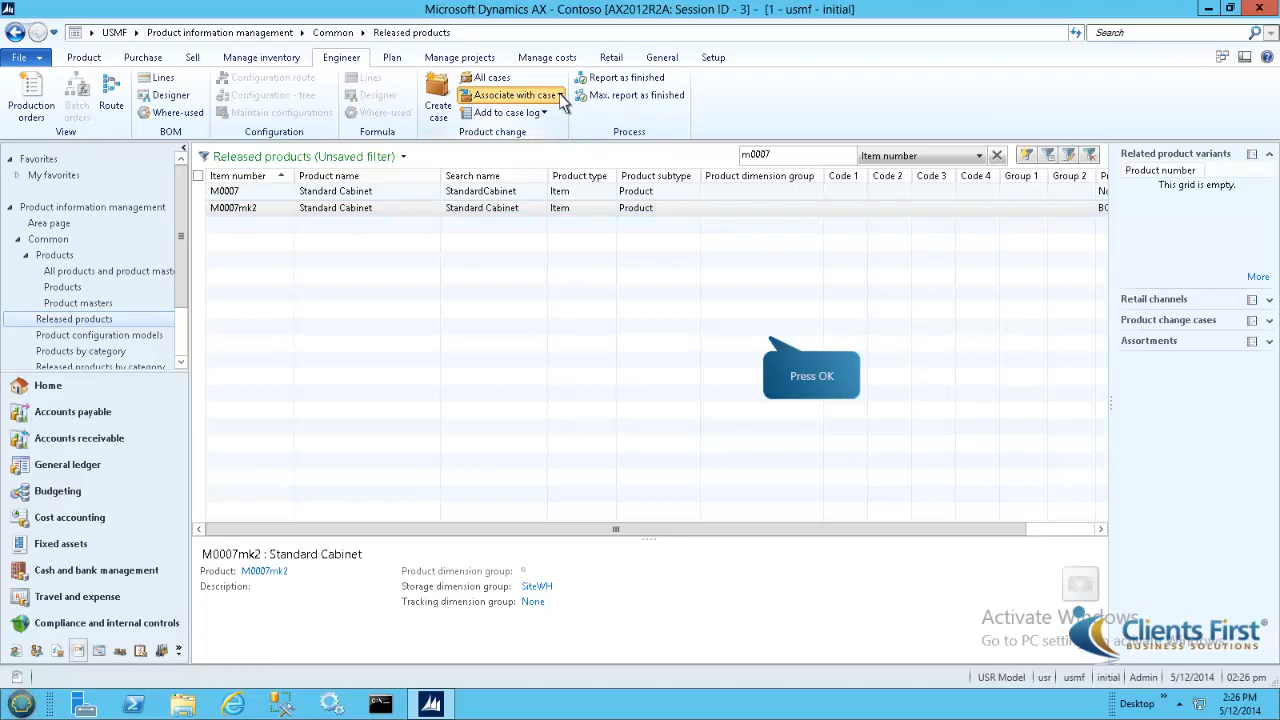 Microsoft Dynamics AX - Contoso [AX2012R2A: Session ID - 3] - [1 - usmf - initial]
USMF
Product information management
Common
Released products
Search
File
Product
Purchase
Sell
Manage inventory
Engineer
Plan
Manage projects
Manage costs
Retail
General
Setup
Production orders
Batch orders
Route
View
Lines
Designer
Where-used
BOM
Configuration route
Configuration - tree
Maintain configurations
Configuration
Lines
Designer
Where-used
Formula
Create case
All cases
Associate with case
Add to case log
Product change
Report as finished
Max. report as finished
Process
Favorites
My favorites
Product information management
Area page
Common
Products
All products and product mast
Products
Product masters
Released products
Product configuration models
Products by category
Released products by category
Home
Accounts payable
Accounts receivable
General ledger
Budgeting
Cost accounting
Fixed assets
Cash and bank management
Travel and expense
Compliance and internal controls
Released products (Unsaved filter)
m0007
Item number
Item number Product name Search name Product type Product subtype Product dimension group Code 1 Code 2 Code 3 Code 4 Group 1 Group 2 P
M0007 Standard Cabinet StandardCabinet Item Product No
M0007mk2 Standard Cabinet Standard Cabinet Item Product BO
Press OK
M0007mk2 : Standard Cabinet
Product: M0007mk2
Description:
Product dimension group:
Storage dimension group: SiteWH
Tracking dimension group: None
Related product variants
Product number
This grid is empty.
More
Retail channels
Product change cases
Assortments
Activate Windows
Go to PC setti
Clients First
BUSINESS SOLUTIONS
USR Model usr usmf initial Admin 5/12/2014 02:26 pm
Desktop
2:26 PM
5/12/2014